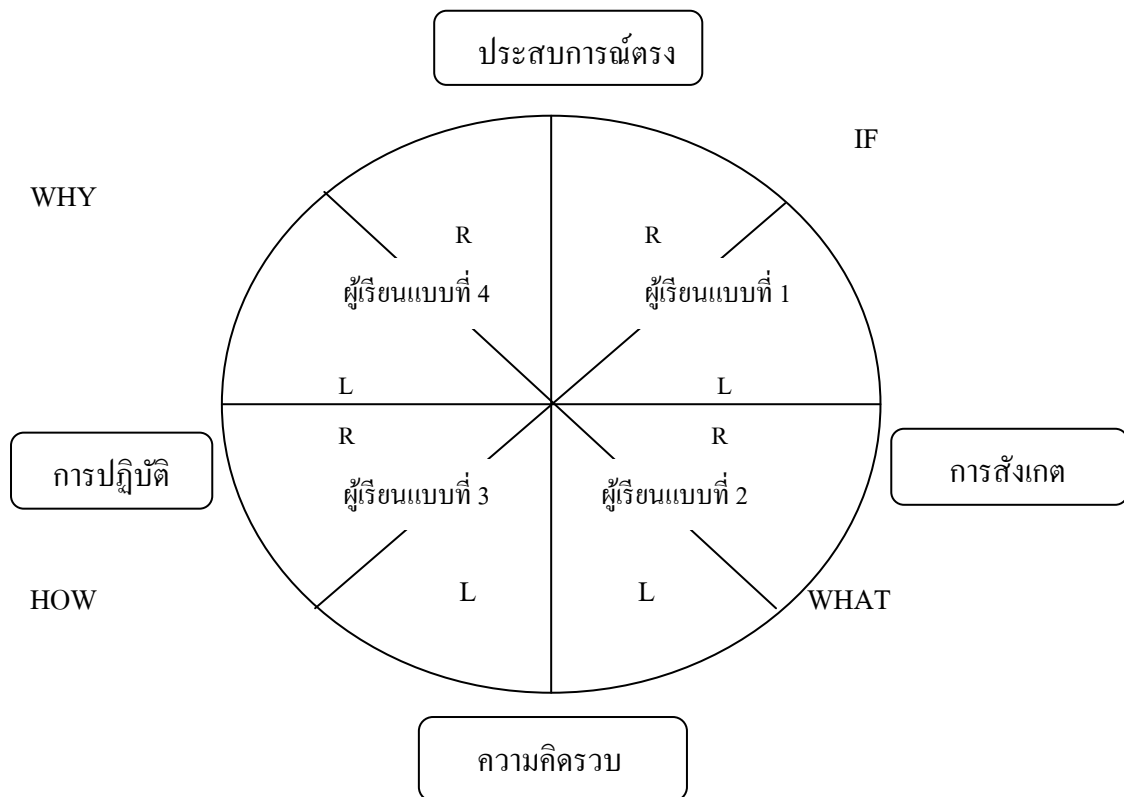 ประสบการณ์ตรง
IF
WHY
R R
ผู้เรียนแบบที่ 4 ผู้เรียนแบบที่ 1
L L
R R
การปฏิบัติ การสังเกต
ผู้เรียนแบบที่ 3 ผู้เรียนแบบที่ 2
L L
HOW WHAT
ความคิดรวบ